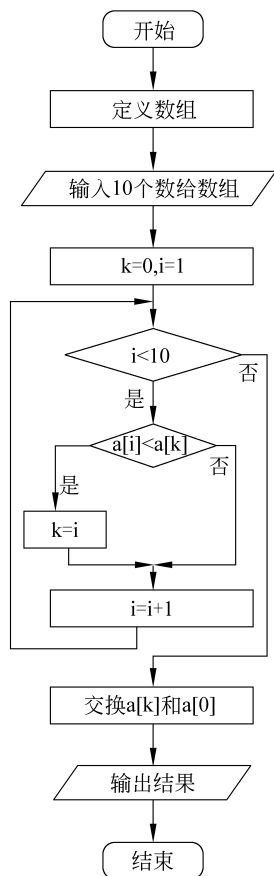 开始
定义数组
输入10个数给数组
k=0,i=1
i<10
否
是
a[i]<a[k]
否
是
k=i
i=i+1
交换a[k]和a[0]
输出结果
结束